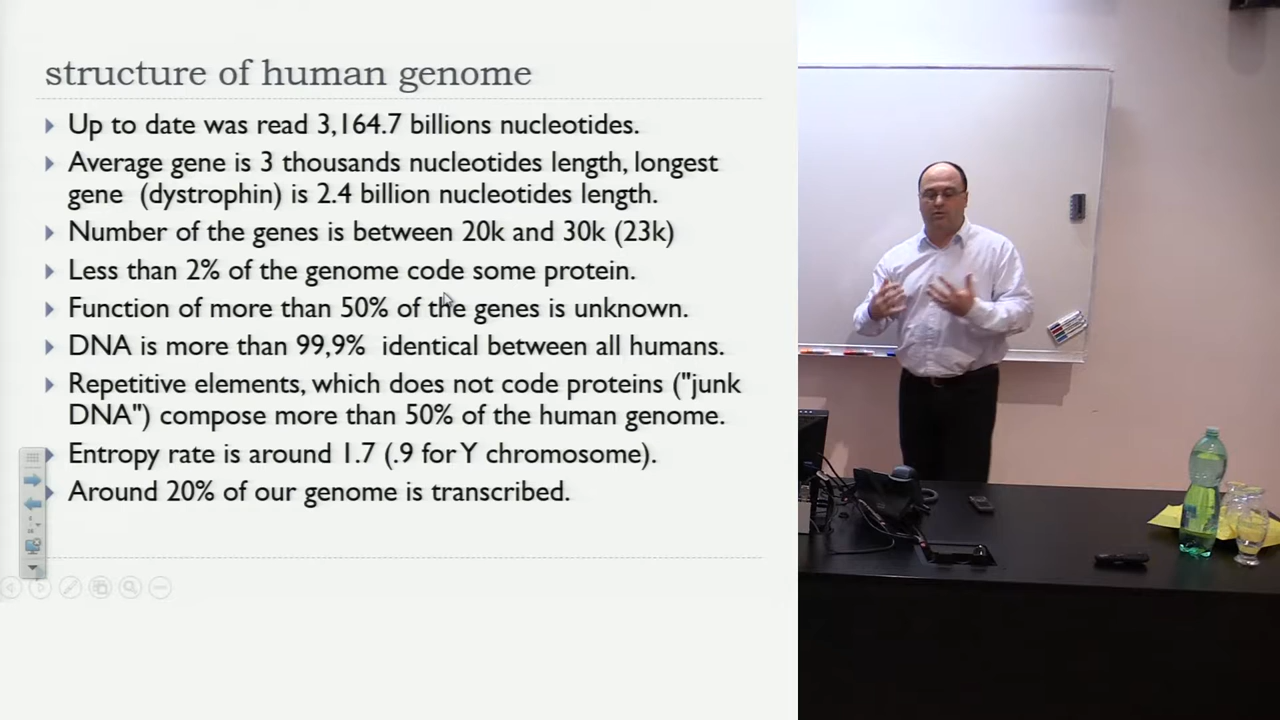 structure of human genome
Up to date was read 3,164.7 billions nucleotides.
Average gene is 3 thousands nucleotides length, longest
gene (dystrophin) is 2.4 billion nucleotides length.
Number of the genes is between 20k and 30k (23k)
Less than 2% of the genome code some protein.
Function of more than 50% of the genes is unknown.
DNA is more than 99,9% identical between all humans.
Repetitive elements, which does not code proteins ("junk
DNA") compose more than 50% of the human genome.
Entropy rate is around 1.7 (.9 for Y chromosome).
Around 20% of our genome is transcribed.